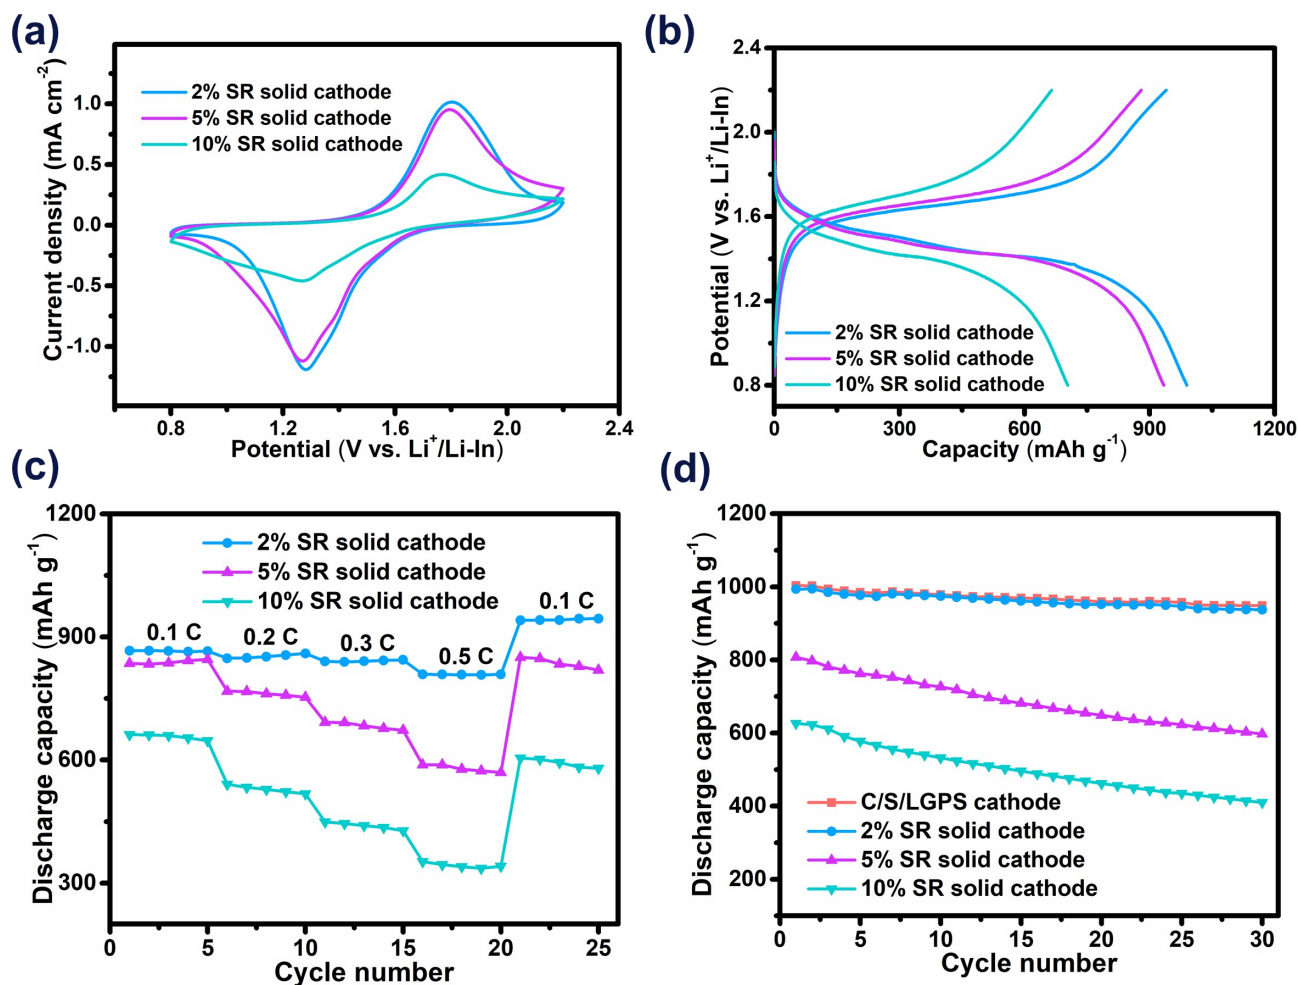 (a)
Current density (mA cm-2)
1.0
0.5
0.0
-0.5
-1.0
2% SR solid cathode
5% SR solid cathode
10% SR solid cathode
0.8 1.2 1.6 2.0 2.4
Potential (V vs. Li+/Li-In)
(b)
Potential (V vs. Li+/Li-In)
2.4
2.0
1.6
1.2
0.8
2% SR solid cathode
5% SR solid cathode
10% SR solid cathode
0 300 600 900 1200
Capacity (mAh g-1)
(c)
Discharge capacity (mAh g-1)
1200
900
600
300
2% SR solid cathode
5% SR solid cathode
10% SR solid cathode
0.1 C 0.2 C 0.3 C 0.5 C 0.1 C
0 5 10 15 20 25
Cycle number
(d)
Discharge capacity (mAh g-1)
1200
1000
800
600
400
200
C/S/LGPS cathode
2% SR solid cathode
5% SR solid cathode
10% SR solid cathode
0 5 10 15 20 25 30
Cycle number